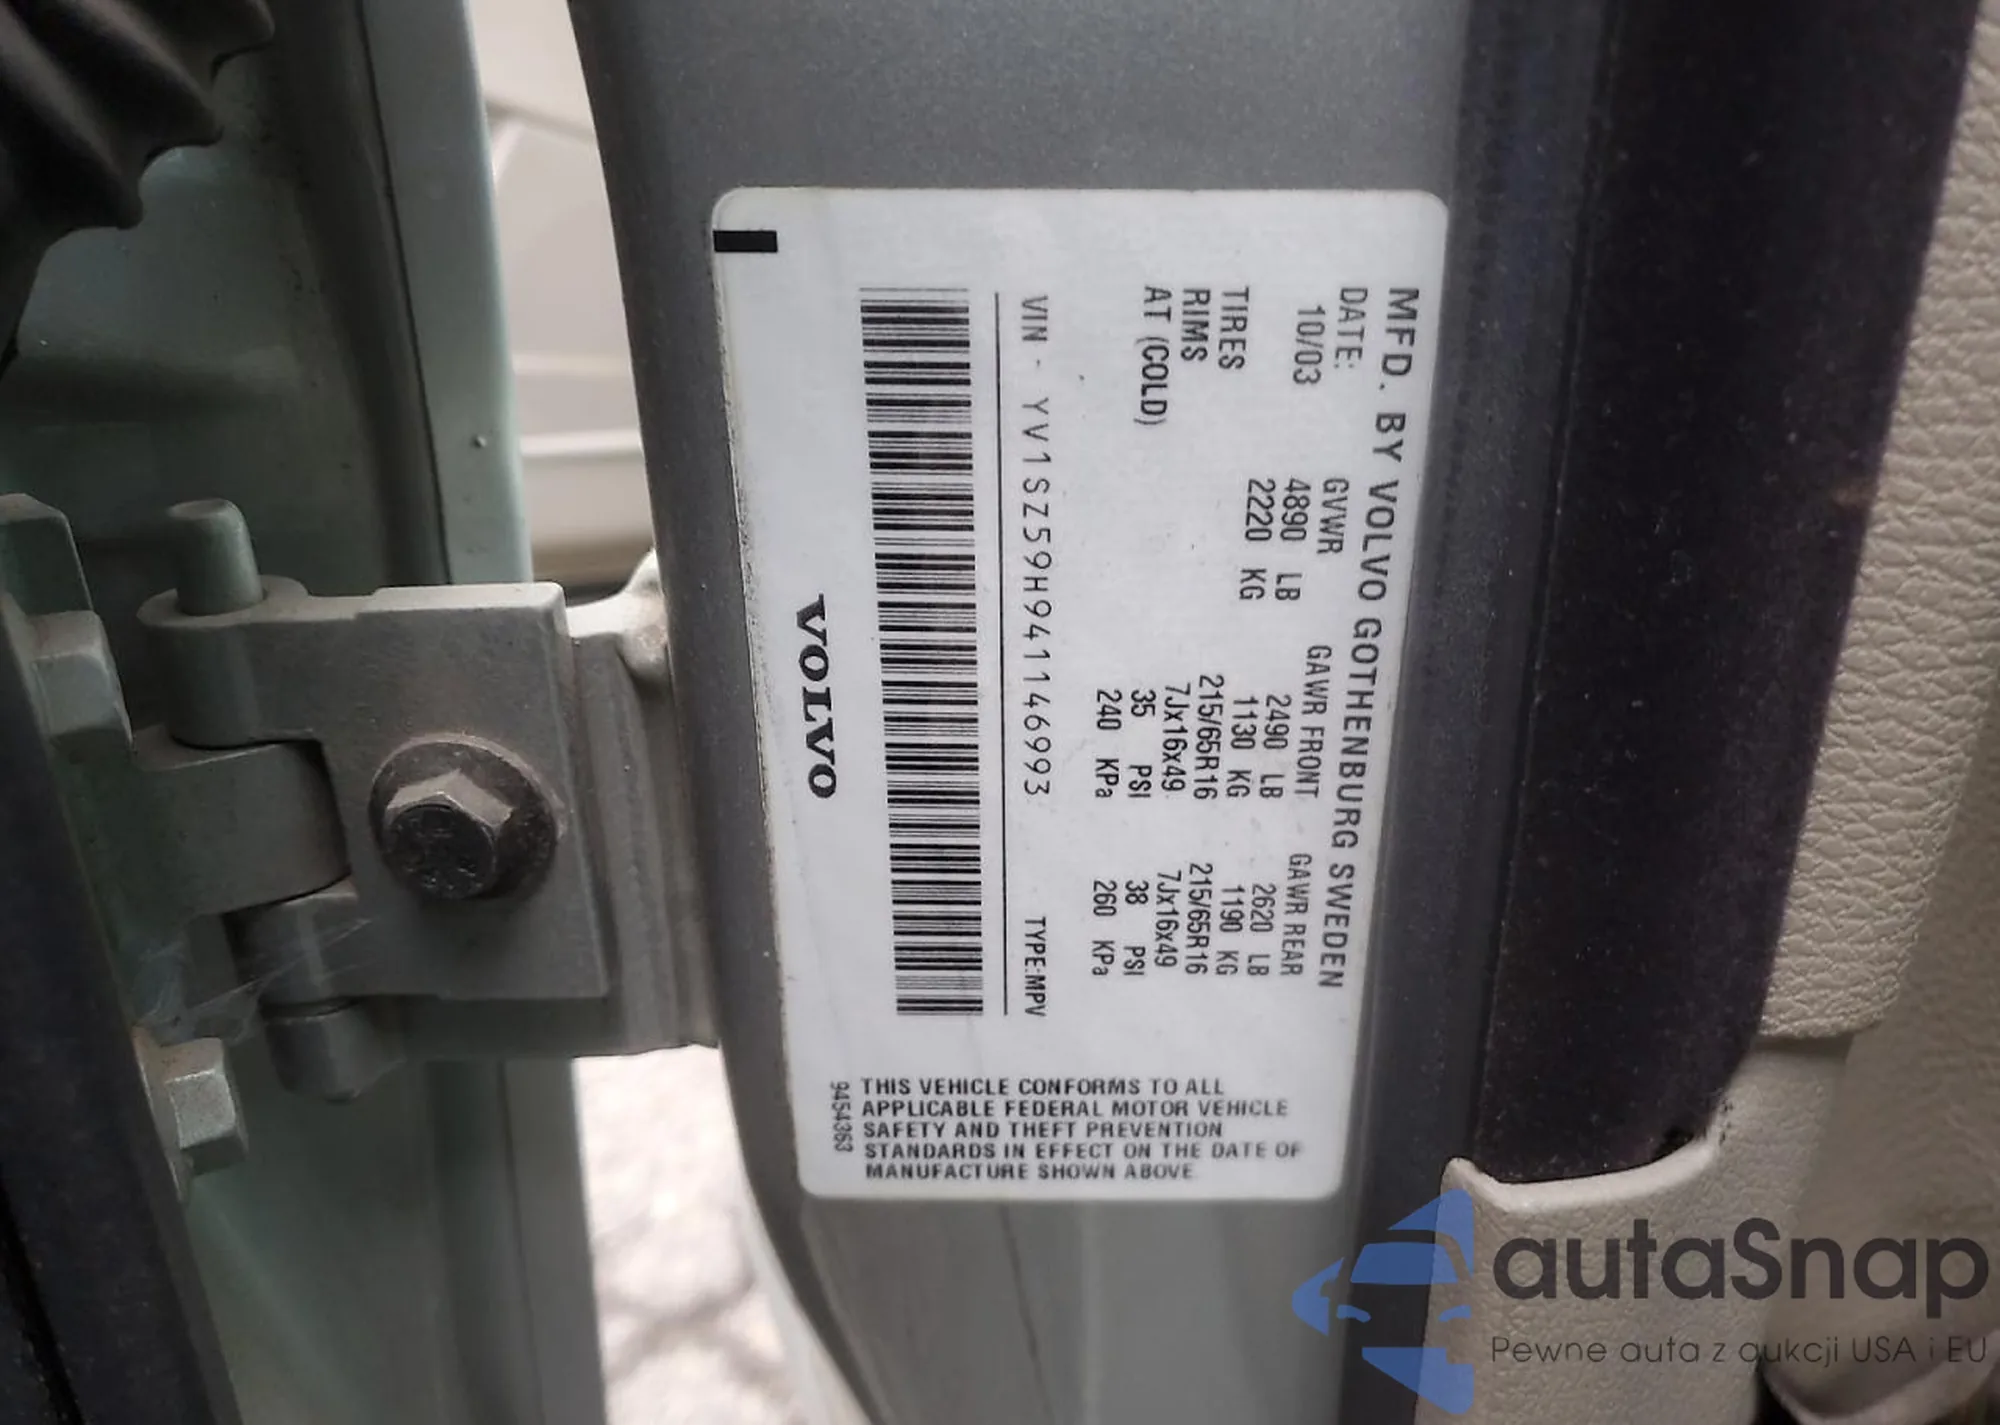 MFD. BY VOLVO GOTHENBURG SWEDEN
DATE: GVWR GAWR FRONT GAWR REAR
10/03 4890 LB 2490 LB 2620 LB
2220 KG 1130 KG 1190 KG
TIRES 215/65R16 215/65R16
RIMS 7Jx16x49 7Jx16x49
AT (COLD) 35 PSI 38 PSI
240 KPa 260 KPa
VIN - YV1SZ59H941146993 TYPE:MPV
VOLVO
THIS VEHICLE CONFORMS TO ALL
APPLICABLE FEDERAL MOTOR VEHICLE
SAFETY AND THEFT PREVENTION
STANDARDS IN EFFECT ON THE DATE OF
MANUFACTURE SHOWN ABOVE
9454363
autaSnap
Pewne auta z aukcji USA i EU